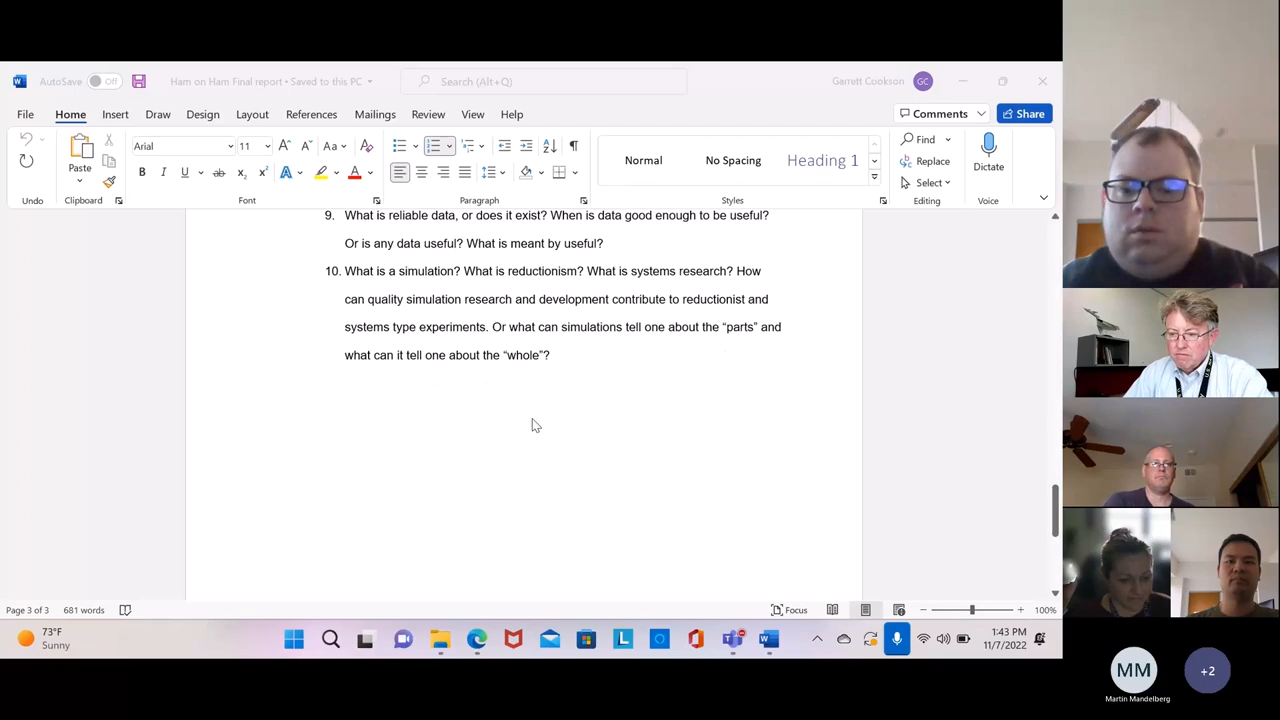 AutoSave Off Ham on Ham Final report • Saved to this PC Search (Alt+Q) Garrett Cookson GC
File Home Insert Draw Design Layout References Mailings Review View Help Comments Share
Arial 11 Aa Normal No Spacing Heading 1 Find
Paste Replace
Dictate
B I U ab x₂ x² A A Select
Undo Clipboard Font Paragraph Styles Editing Voice
9. What is reliable data, or does it exist? When is data good enough to be useful?
Or is any data useful? What is meant by useful?
10. What is a simulation? What is reductionism? What is systems research? How
can quality simulation research and development contribute to reductionist and
systems type experiments. Or what can simulations tell one about the “parts” and
what can it tell one about the “whole”?
Page 3 of 3 681 words Focus 100%
73°F
Sunny
1:43 PM
11/7/2022
MM
+2
Martin Mandelberg